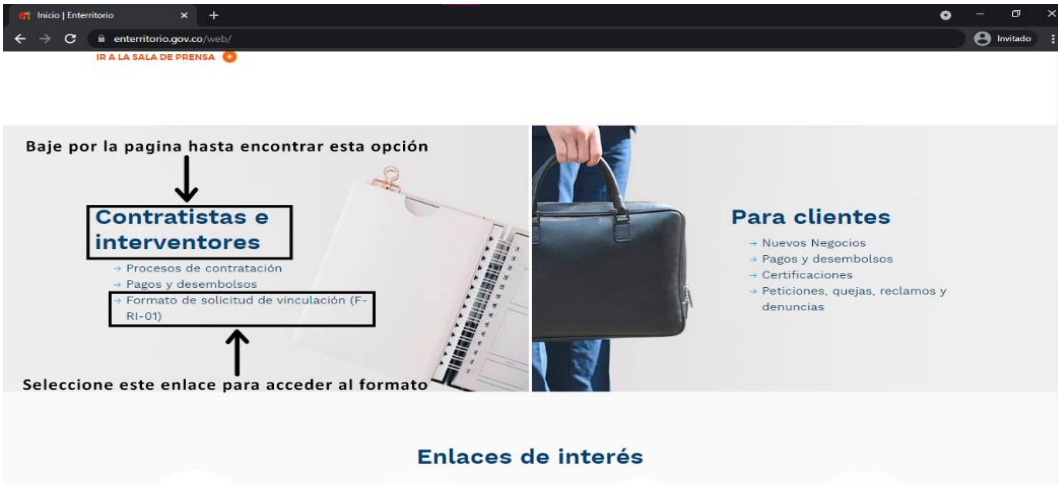 Inicio | Enterritorio
enterritorio.gov.co/web/
Invitado
IR A LA SALA DE PRENSA
Baje por la pagina hasta encontrar esta opción
Contratistas e
interventores
→ Procesos de contratación
→ Pagos y desembolsos
→ Formato de solicitud de vinculación (F-
RI-01)
Seleccione este enlace para acceder al formato
Para clientes
→ Nuevos Negocios
→ Pagos y desembolsos
→ Certificaciones
→ Peticiones, quejas, reclamos y
denuncias
Enlaces de interés